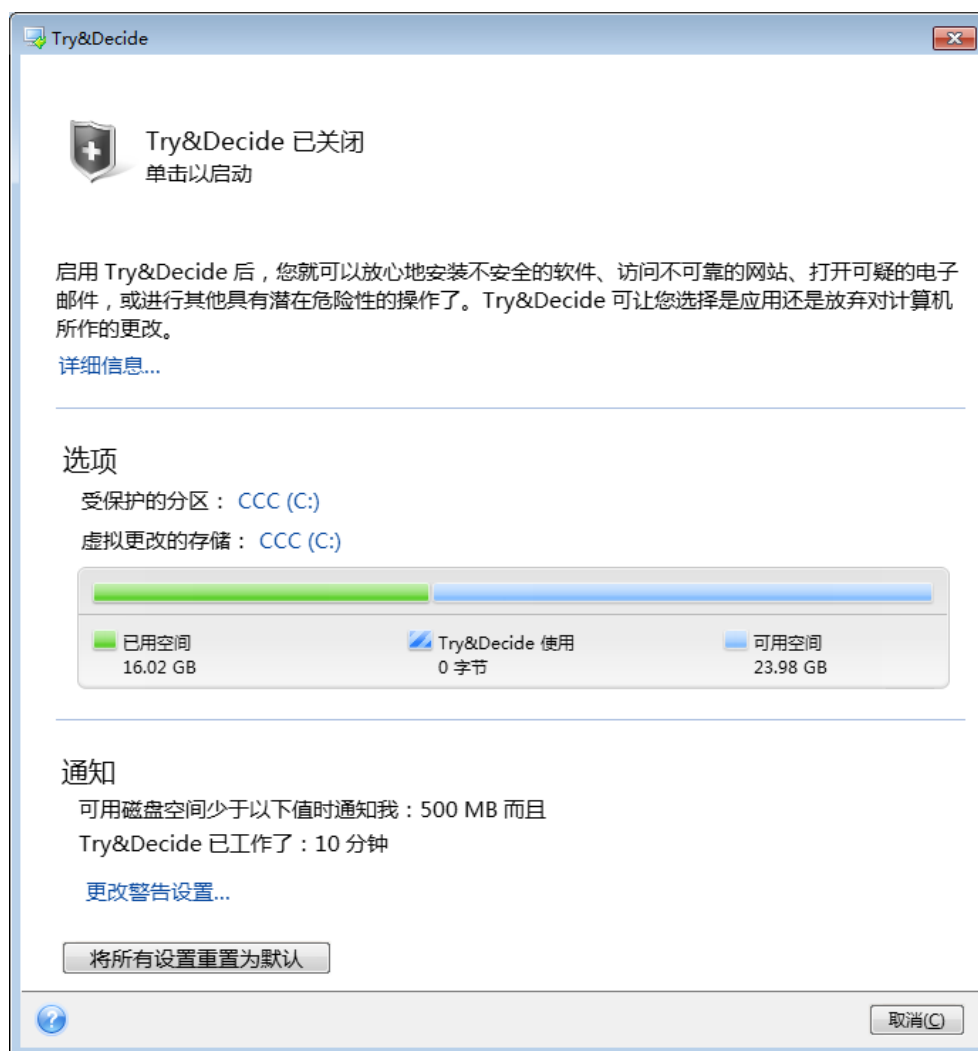 Try&Decide
Try&Decide 已关闭
单击以启动
启用 Try&Decide 后，您就可以放心地安装不安全的软件、访问不可靠的网站、打开可疑的电子
邮件，或进行其他具有潜在危险性的操作了。Try&Decide 可让您选择是应用还是放弃对计算机
所作的更改。
详细信息...
选项
受保护的分区： CCC (C:)
虚拟更改的存储： CCC (C:)
已用空间
16.02 GB
Try&Decide 使用
0 字节
可用空间
23.98 GB
通知
可用磁盘空间少于以下值时通知我：500 MB 而且
Try&Decide 已工作了：10 分钟
更改警告设置...
将所有设置重置为默认
取消(C)